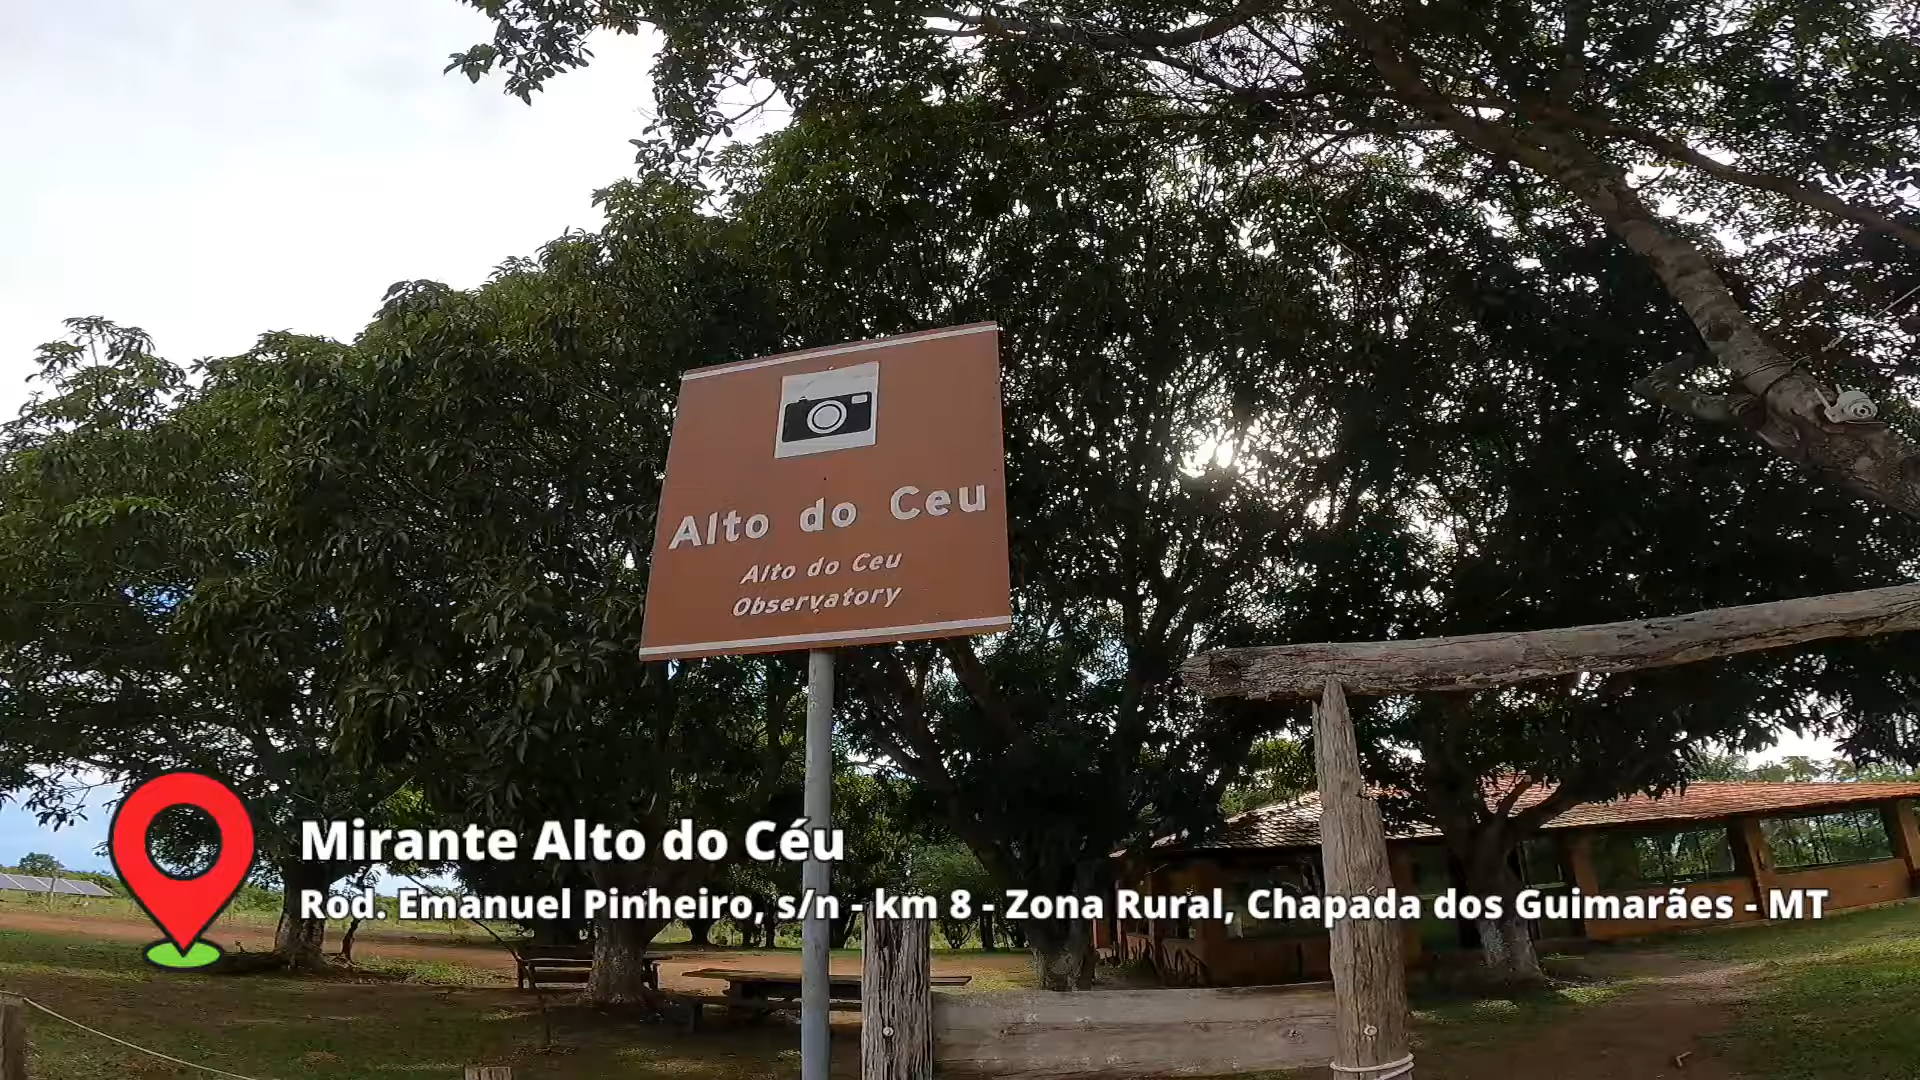 Alto do Ceu
Alto do Ceu
Observatory
Mirante Alto do Céu
Rod. Emanuel Pinheiro, s/n - km 8 - Zona Rural, Chapada dos Guimarães - MT